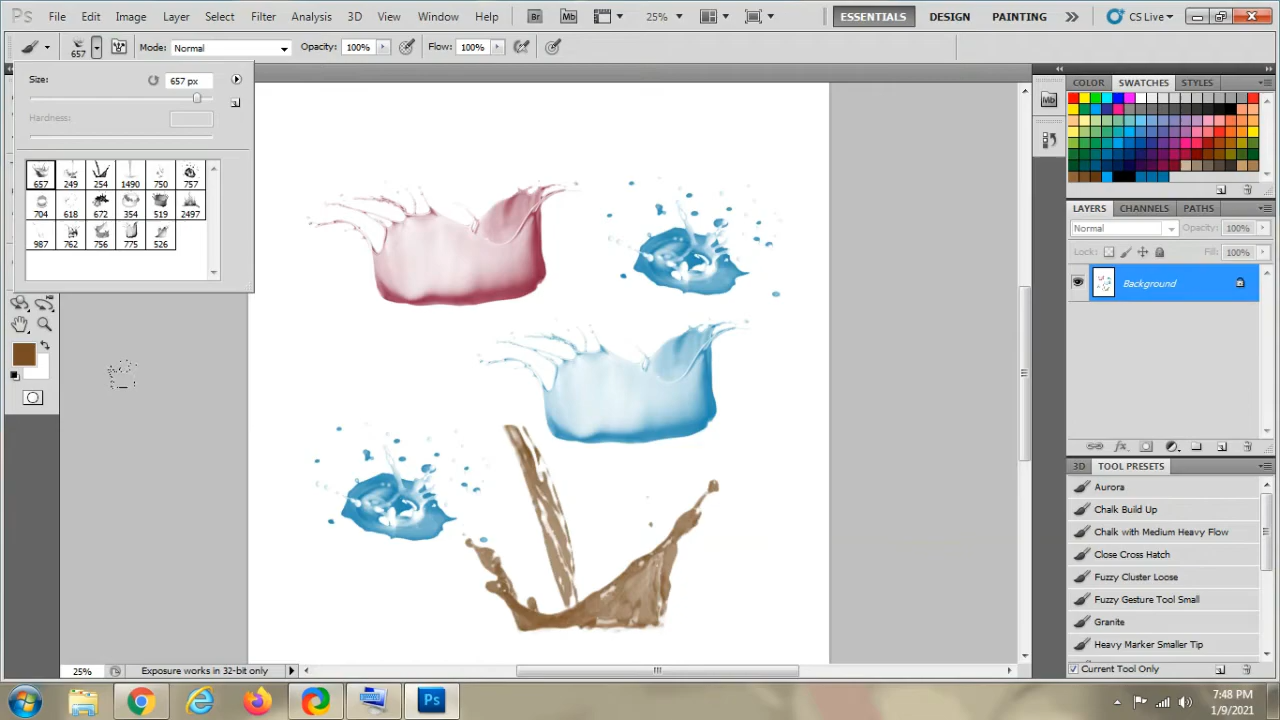 Ps File Edit Image Layer Select Filter Analysis 3D View Window Help Br Mb 25% ESSENTIALS DESIGN PAINTING CS Live
657 Mode: Normal Opacity: 100% Flow: 100%
Size: 657 px
Hardness:
657 249 254 1490 750 757
704 618 672 354 519 2497
987 762 756 775 526
Mb
COLOR SWATCHES STYLES
LAYERS CHANNELS PATHS
Normal Opacity: 100%
Lock: Fill: 100%
Background
3D TOOL PRESETS
Aurora
Chalk Build Up
Chalk with Medium Heavy Flow
Close Cross Hatch
Fuzzy Cluster Loose
Fuzzy Gesture Tool Small
Granite
Heavy Marker Smaller Tip
Current Tool Only
25% Exposure works in 32-bit only
Ps
7:48 PM
1/9/2021